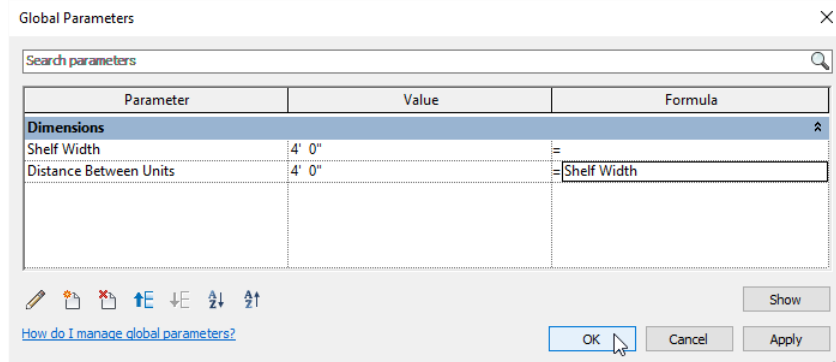 Global Parameters
Search parameters
Parameter Value Formula
Dimensions
Shelf Width 4' 0" =
Distance Between Units 4' 0" = Shelf Width
Show
How do I manage global parameters?
OK Cancel Apply